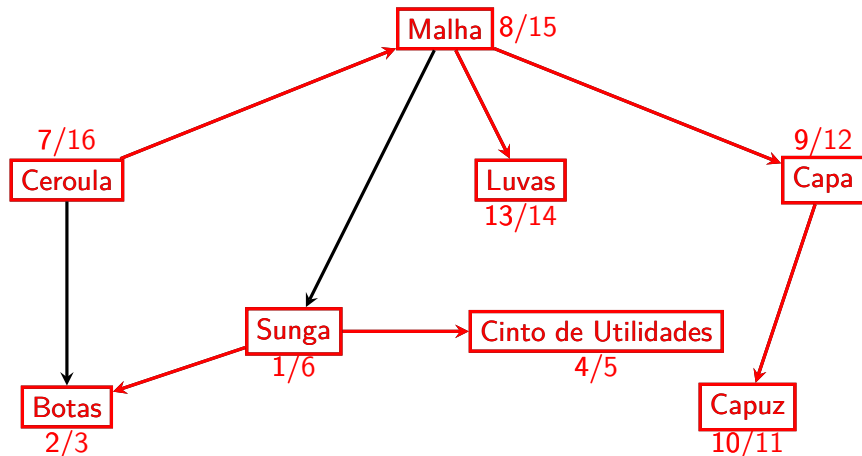 Malha
8/15
7/16
Ceroula
Luvas
13/14
9/12
Capa
Sunga
1/6
Cinto de Utilidades
4/5
Botas
2/3
Capuz
10/11